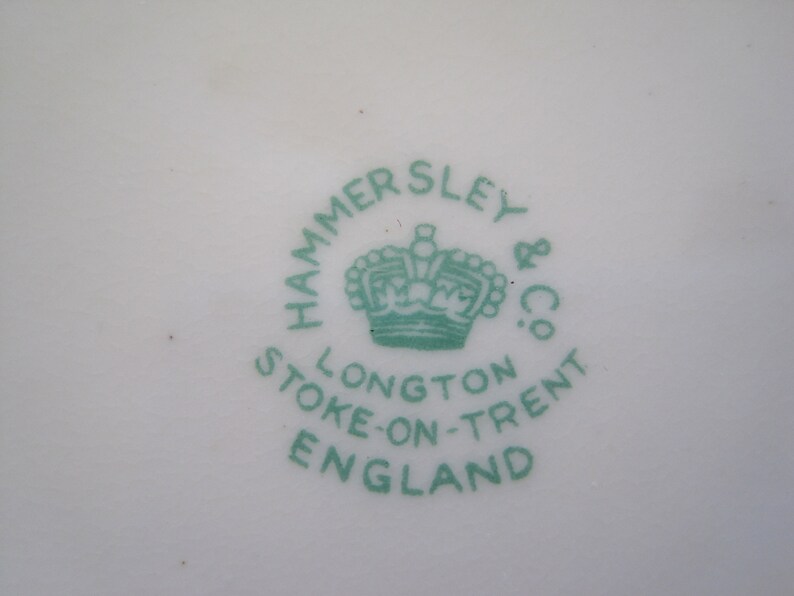 HAMMERSLEY & Co.
LONGTON
STOKE-ON-TRENT
ENGLAND